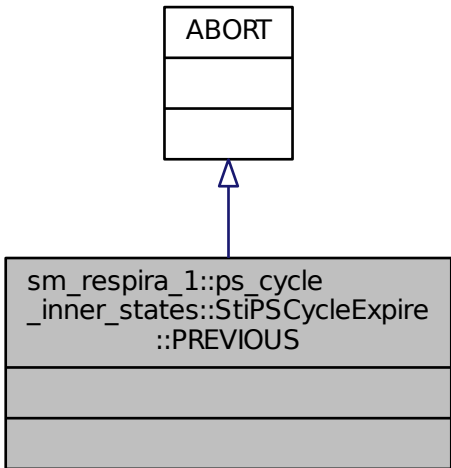 ABORT
sm_respira_1::ps_cycle
_inner_states::StiPSCycleExpire
::PREVIOUS